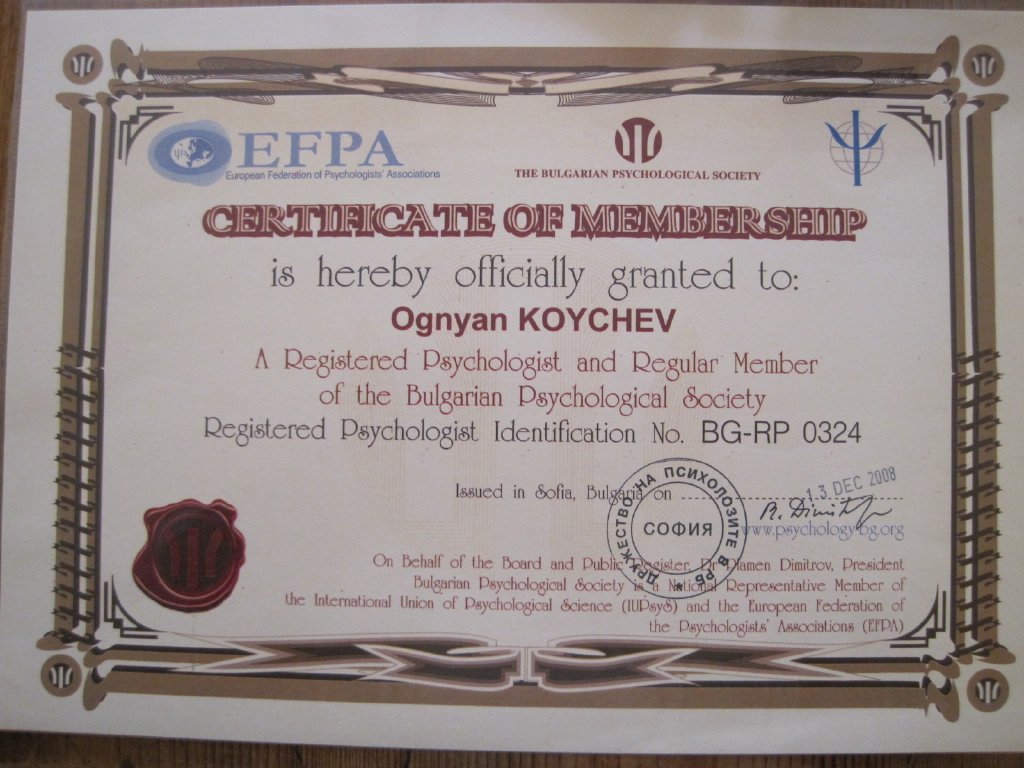 EFPA
European Federation of Psychologists' Associations
THE BULGARIAN PSYCHOLOGICAL SOCIETY
CERTIFICATE OF MEMBERSHIP
is hereby officially granted to:
Ognyan KOYCHEV
A Registered Psychologist and Regular Member
of the Bulgarian Psychological Society
Registered Psychologist Identification No. BG-RP 0324
Issued in Sofia, Bulgaria on
13 DEC 2008
www.psychology-bg.org
ДРУЖЕСТВО НА ПСИХОЛОЗИТЕ В РБ
СОФИЯ
On Behalf of the Board and Public Register, Dr Plamen Dimitrov, President
Bulgarian Psychological Society is a National Representative Member of
the International Union of Psychological Science (IUPsyS) and the European Federation of
the Psychologists' Associations (EFPA)